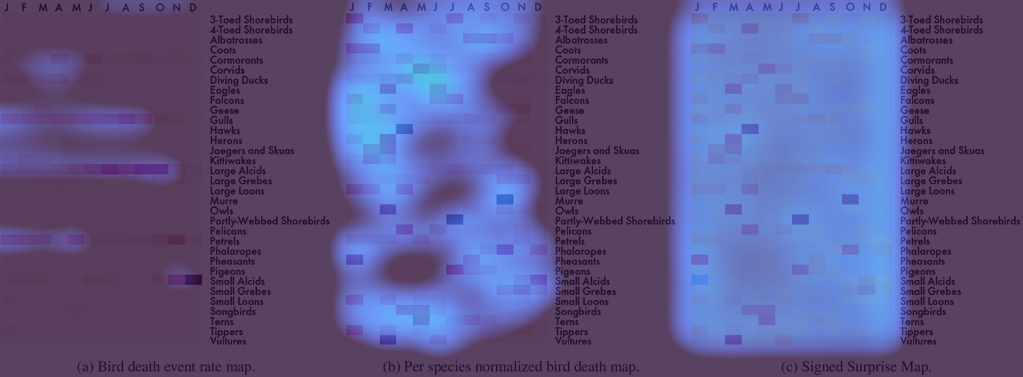 J F M A M J J A S O N D
J F M A M J J A S O N D
J F M A M J J A S O N D
3-Toed Shorebirds
4-Toed Shorebirds
Albatrosses
Coots
Cormorants
Corvids
Diving Ducks
Eagles
Falcons
Geese
Gulls
Hawks
Herons
Jaegers and Skuas
Kittiwakes
Large Alcids
Large Grebes
Large Loons
Murre
Owls
Partly-Webbed Shorebirds
Pelicans
Petrels
Phalaropes
Pheasants
Pigeons
Small Alcids
Small Grebes
Small Loons
Songbirds
Terns
Tippers
Vultures
3-Toed Shorebirds
4-Toed Shorebirds
Albatrosses
Coots
Cormorants
Corvids
Diving Ducks
Eagles
Falcons
Geese
Gulls
Hawks
Herons
Jaegers and Skuas
Kittiwakes
Large Alcids
Large Grebes
Large Loons
Murre
Owls
Partly-Webbed Shorebirds
Pelicans
Petrels
Phalaropes
Pheasants
Pigeons
Small Alcids
Small Grebes
Small Loons
Songbirds
Terns
Tippers
Vultures
3-Toed Shorebirds
4-Toed Shorebirds
Albatrosses
Coots
Cormorants
Corvids
Diving Ducks
Eagles
Falcons
Geese
Gulls
Hawks
Herons
Jaegers and Skuas
Kittiwakes
Large Alcids
Large Grebes
Large Loons
Murre
Owls
Partly-Webbed Shorebirds
Pelicans
Petrels
Phalaropes
Pheasants
Pigeons
Small Alcids
Small Grebes
Small Loons
Songbirds
Terns
Tippers
Vultures
(a) Bird death event rate map.
(b) Per species normalized bird death map.
(c) Signed Surprise Map.